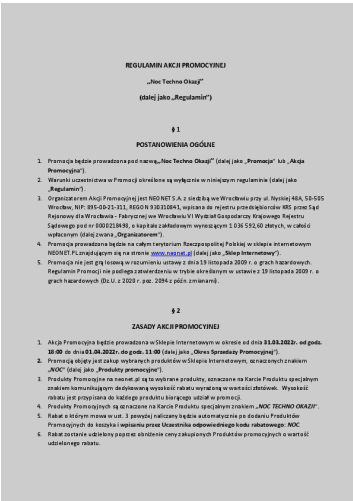 REGULAMIN AKCJI PROMOCYJNEJ
„Noc Techno Okazji”
(dalej jako „Regulamin”)
§ 1
POSTANOWIENIA OGÓLNE
1. Promocja będzie prowadzona pod nazwą „Noc Techno Okazji” (dalej jako „Promocja” lub „Akcja
Promocyjna”).
2. Warunki uczestnictwa w Promocji określone są wyłącznie w niniejszym regulaminie (dalej jako
„Regulamin”).
3. Organizatorem Akcji Promocyjnej jest NEONET S.A. z siedzibą we Wrocławiu przy ul. Nyskiej 48A, 50-505
Wrocław, NIP: 895-00-21-311, REGON 930310841, wpisana do rejestru przedsiębiorców KRS przez Sąd
Rejonowy dla Wrocławia - Fabrycznej we Wrocławiu VI Wydział Gospodarczy Krajowego Rejestru
Sądowego pod nr 0000218498, o kapitale zakładowym wynoszącym 1 036 592,60 złotych, w całości
wpłaconym (dalej zwana „Organizatorem”).
4. Promocja prowadzona będzie na całym terytorium Rzeczpospolitej Polskiej w sklepie internetowym
NEONET.PL znajdującym się na stronie www.neonet.pl (dalej jako „Sklep Internetowy”).
5. Promocja nie jest grą losową w rozumieniu ustawy z dnia 19 listopada 2009 r. o grach hazardowych.
Regulamin Promocji nie podlega zatwierdzeniu w trybie określonym w ustawie z 19 listopada 2009 r. o
grach hazardowych (Dz.U. z 2020 r. poz. 2094 z późn. zmianami).
§ 2
ZASADY AKCJI PROMOCYJNEJ
1. Akcja Promocyjna będzie prowadzona w Sklepie Internetowym w okresie od dnia 31.03.2022r. od godz.
18:00 do dnia 01.04.2022r. do godz. 11:00 (dalej jako „Okres Sprzedaży Promocyjnej”).
2. Promocją objęty jest zakup wybranych produktów w Sklepie Internetowym, oznaczonych znakiem
„NOC” (dalej jako „Produkty promocyjne”).
3. Produkty Promocyjne na neonet.pl są to wybrane produkty, oznaczone na Karcie Produktu specjalnym
znakiem komunikującym dedykowaną wysokość rabatu wyrażoną w wartości złotówek. Wysokość
rabatu jest przypisana do każdego produktu biorącego udział w promocji.
4. Produkty Promocyjnych są oznaczone na Karcie Produktu specjalnym znakiem „NOC TECHNO OKAZJI”.
5. Rabat o którym mowa w ust. 3 powyżej naliczany będzie automatycznie po dodaniu Produktów
Promocyjnych do koszyka i wpisaniu przez Uczestnika odpowiedniego kodu rabatowego: NOC
6. Rabat zostanie udzielony poprzez obniżenie ceny zakupionych Produktów promocyjnych o wartość
udzielonego rabatu.